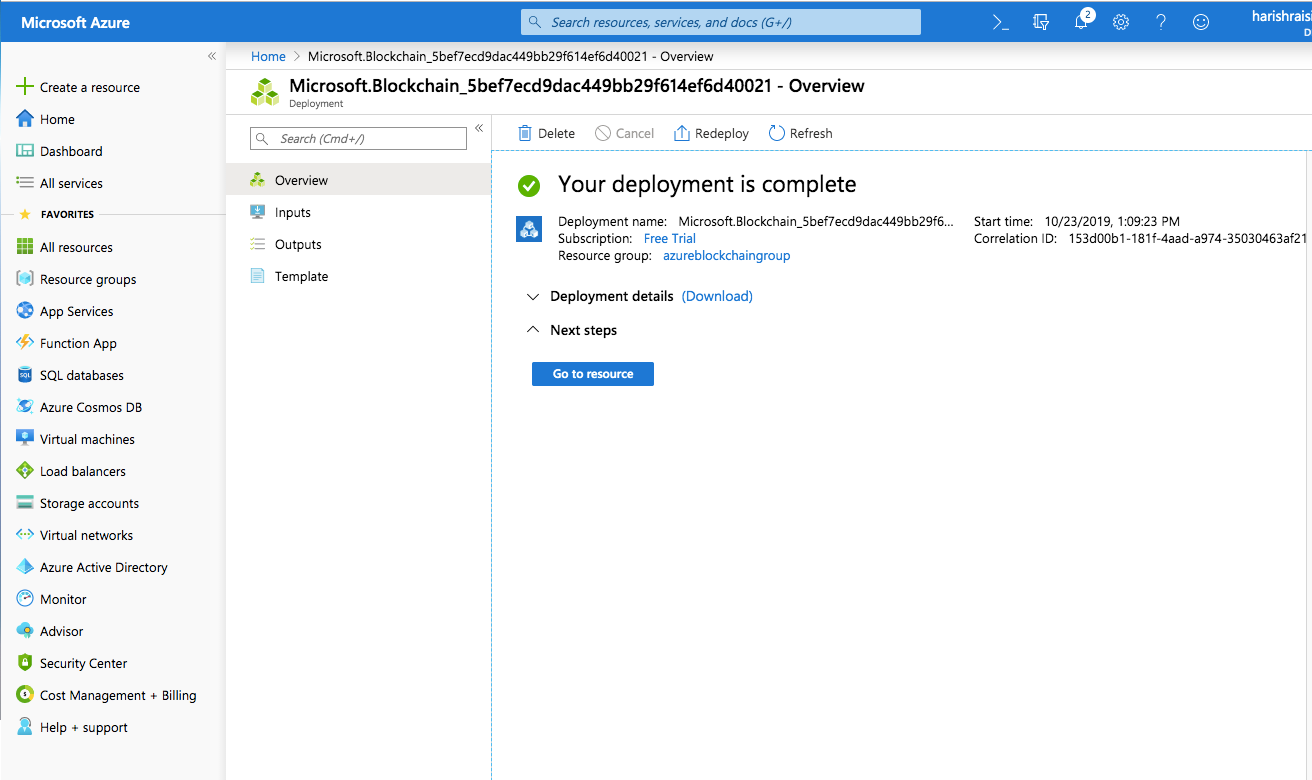 Microsoft Azure
Search resources, services, and docs (G+/)
2
harishrais
Create a resource
Home
Dashboard
All services
FAVORITES
All resources
Resource groups
App Services
Function App
SQL databases
Azure Cosmos DB
Virtual machines
Load balancers
Storage accounts
Virtual networks
Azure Active Directory
Monitor
Advisor
Security Center
Cost Management + Billing
Help + support
Home > Microsoft.Blockchain_5bef7ecd9dac449bb29f614ef6d40021 - Overview
Microsoft.Blockchain_5bef7ecd9dac449bb29f614ef6d40021 - Overview
Deployment
Search (Cmd+/)
Overview
Inputs
Outputs
Template
Delete Cancel Redeploy Refresh
Your deployment is complete
Deployment name: Microsoft.Blockchain_5bef7ecd9dac449bb29f6...
Subscription: Free Trial
Resource group: azureblockchaingroup
Start time: 10/23/2019, 1:09:23 PM
Correlation ID: 153d00b1-181f-4aad-a974-35030463af21
Deployment details (Download)
Next steps
Go to resource